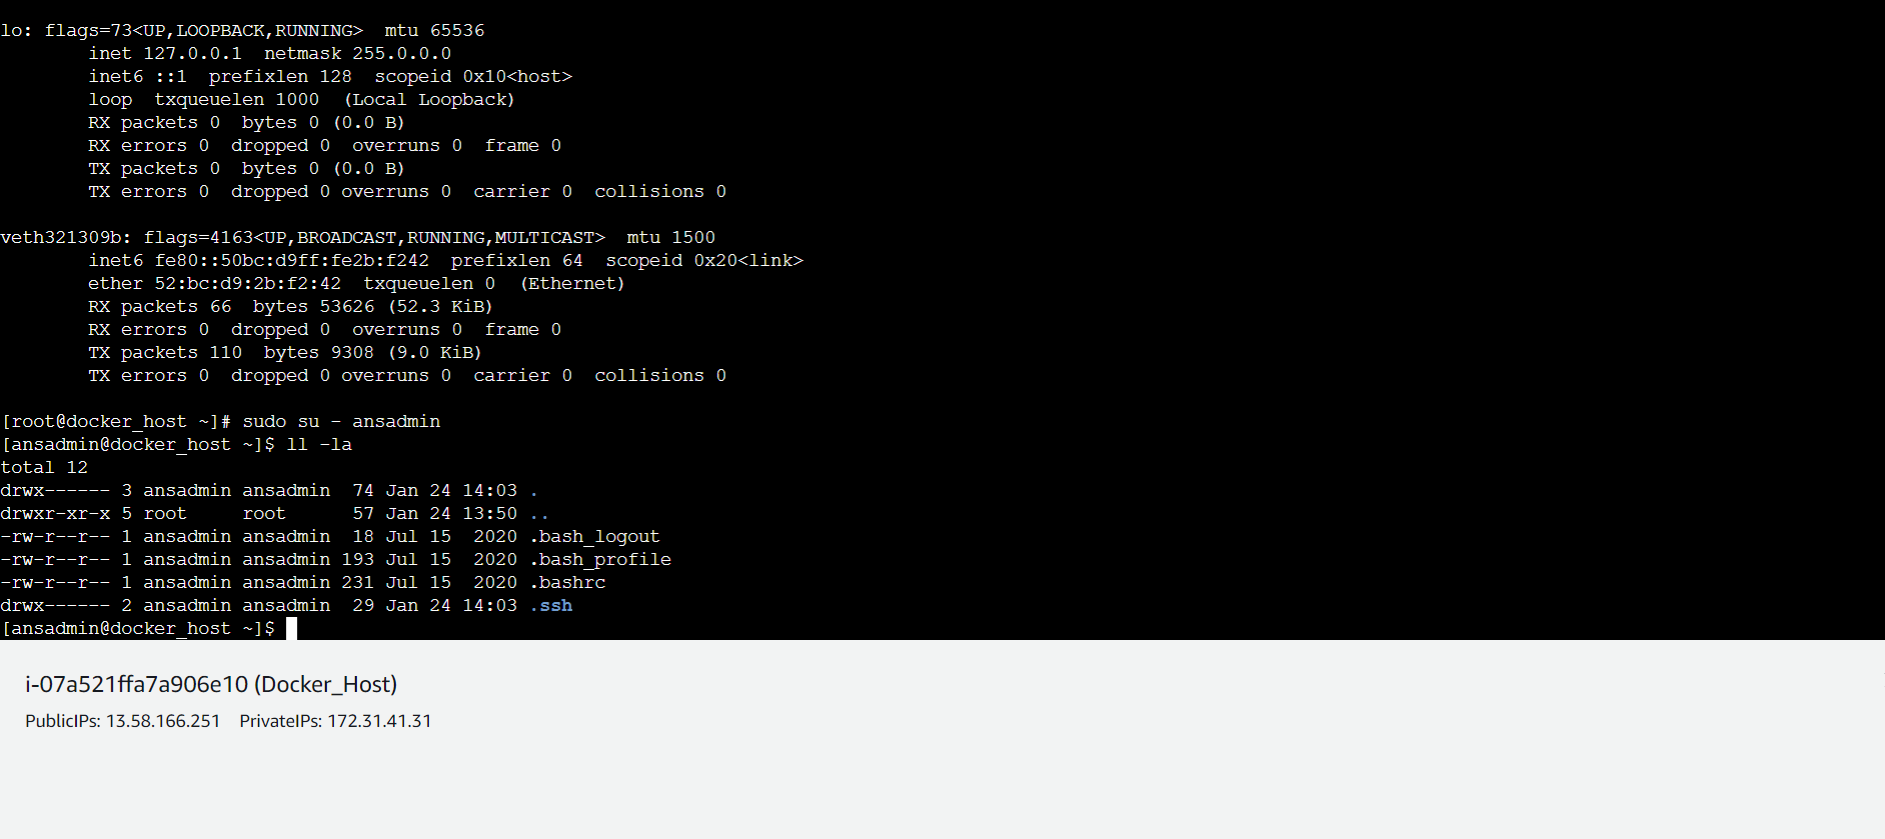 lo: flags=73<UP,LOOPBACK,RUNNING>  mtu 65536
        inet 127.0.0.1  netmask 255.0.0.0
        inet6 ::1  prefixlen 128  scopeid 0x10<host>
        loop  txqueuelen 1000  (Local Loopback)
        RX packets 0  bytes 0 (0.0 B)
        RX errors 0  dropped 0  overruns 0  frame 0
        TX packets 0  bytes 0 (0.0 B)
        TX errors 0  dropped 0 overruns 0  carrier 0  collisions 0
veth321309b: flags=4163<UP,BROADCAST,RUNNING,MULTICAST>  mtu 1500
        inet6 fe80::50bc:d9ff:fe2b:f242  prefixlen 64  scopeid 0x20<link>
        ether 52:bc:d9:2b:f2:42  txqueuelen 0  (Ethernet)
        RX packets 66  bytes 53626 (52.3 KiB)
        RX errors 0  dropped 0  overruns 0  frame 0
        TX packets 110  bytes 9308 (9.0 KiB)
        TX errors 0  dropped 0 overruns 0  carrier 0  collisions 0
[root@docker_host ~]# sudo su - ansadmin
[ansadmin@docker_host ~]$ ll -la
total 12
drwx------ 3 ansadmin ansadmin  74 Jan 24 14:03 .
drwxr-xr-x 5 root     root      57 Jan 24 13:50 ..
-rw-r--r-- 1 ansadmin ansadmin  18 Jul 15  2020 .bash_logout
-rw-r--r-- 1 ansadmin ansadmin 193 Jul 15  2020 .bash_profile
-rw-r--r-- 1 ansadmin ansadmin 231 Jul 15  2020 .bashrc
drwx------ 2 ansadmin ansadmin  29 Jan 24 14:03 .ssh
[ansadmin@docker_host ~]$
i-07a521ffa7a906e10 (Docker_Host)
PublicIPs: 13.58.166.251    PrivateIPs: 172.31.41.31